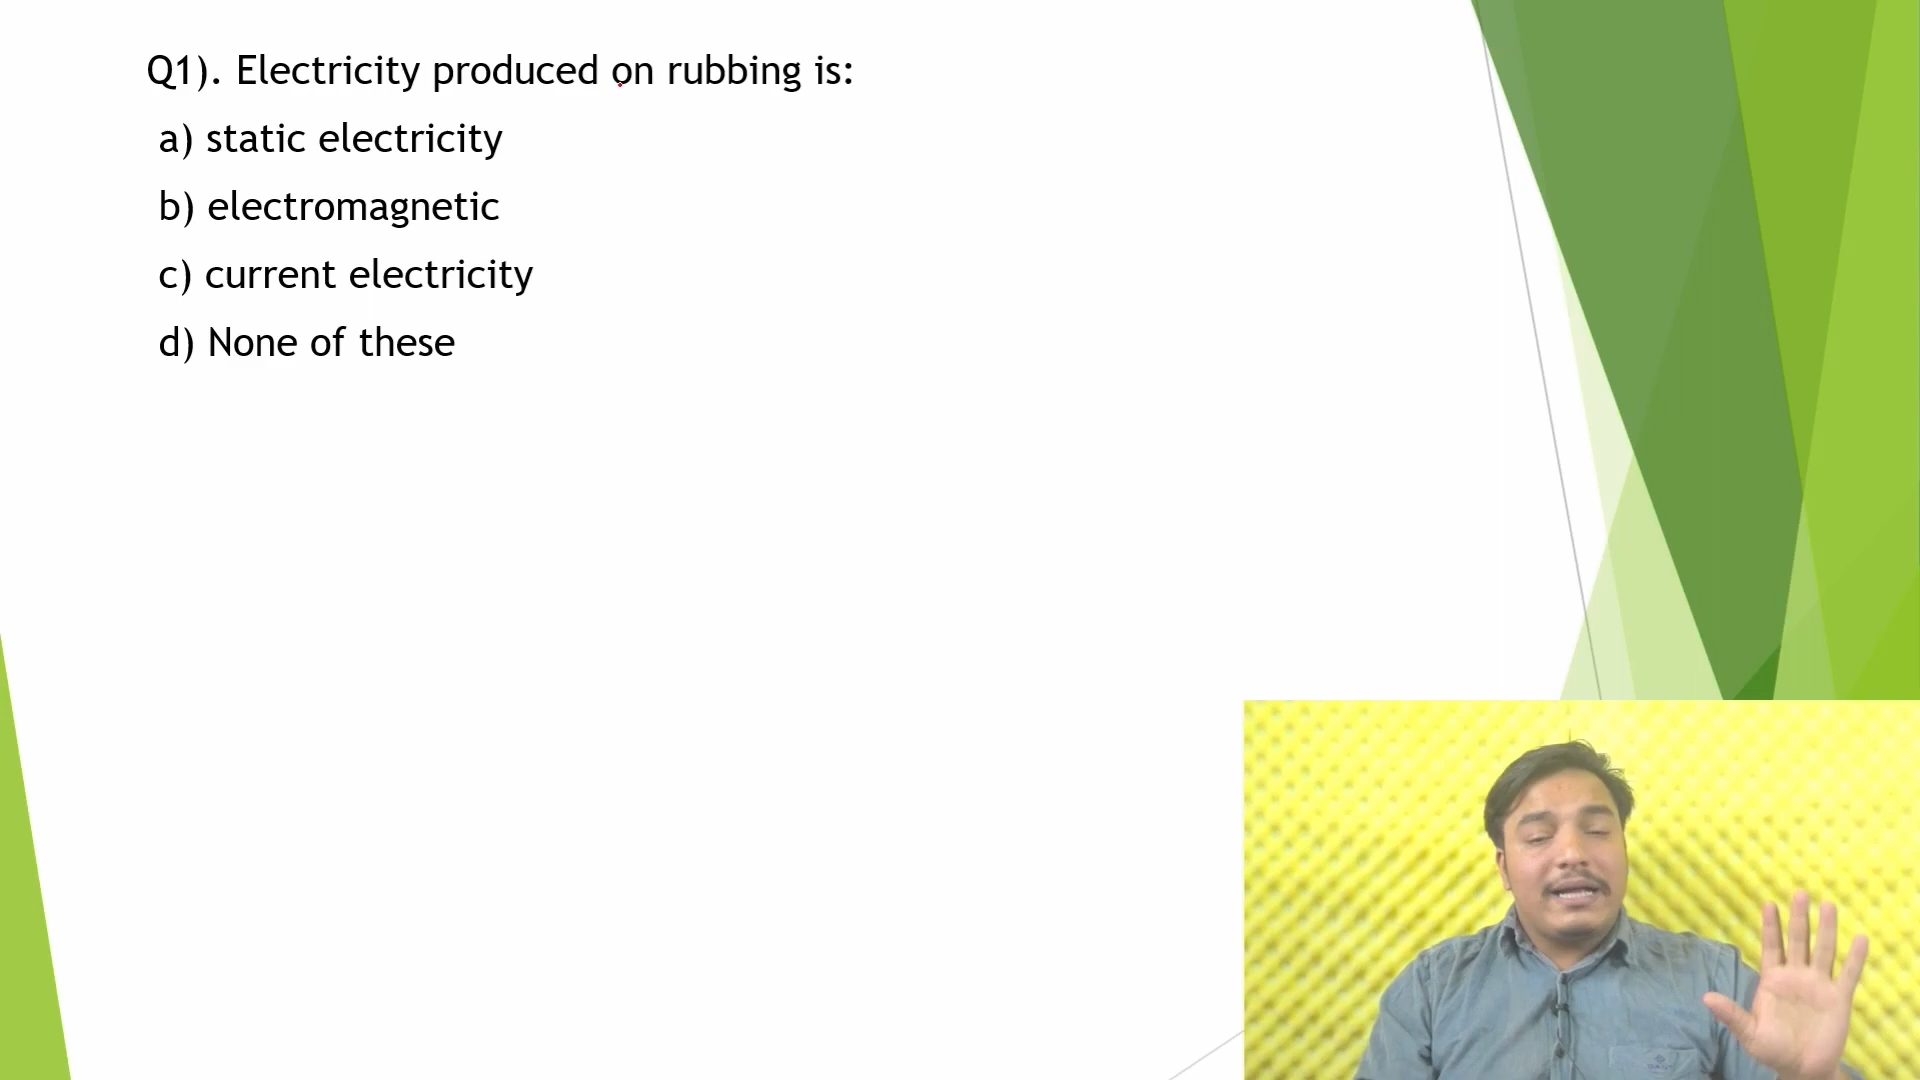 Q1). Electricity produced on rubbing is:
a) static electricity
b) electromagnetic
c) current electricity
d) None of these